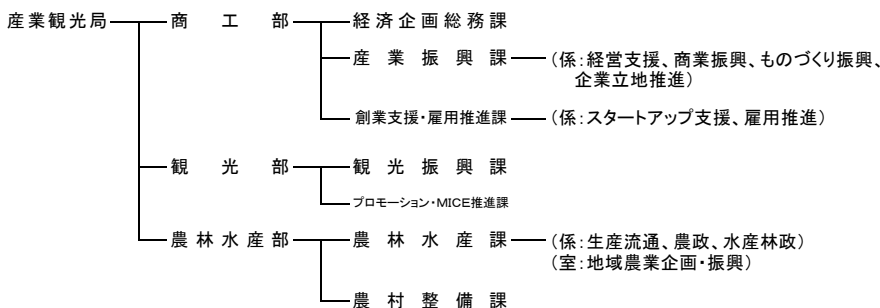 産業観光局 商工部 経済企画総務課
産業振興課 (係:経営支援、商業振興、ものづくり振興、
企業立地推進)
創業支援・雇用推進課 (係:スタートアップ支援、雇用推進)
観光部 観光振興課
プロモーション・MICE推進課
農林水産部 農林水産課 (係:生産流通、農政、水産林政)
(室:地域農業企画・振興)
農村整備課